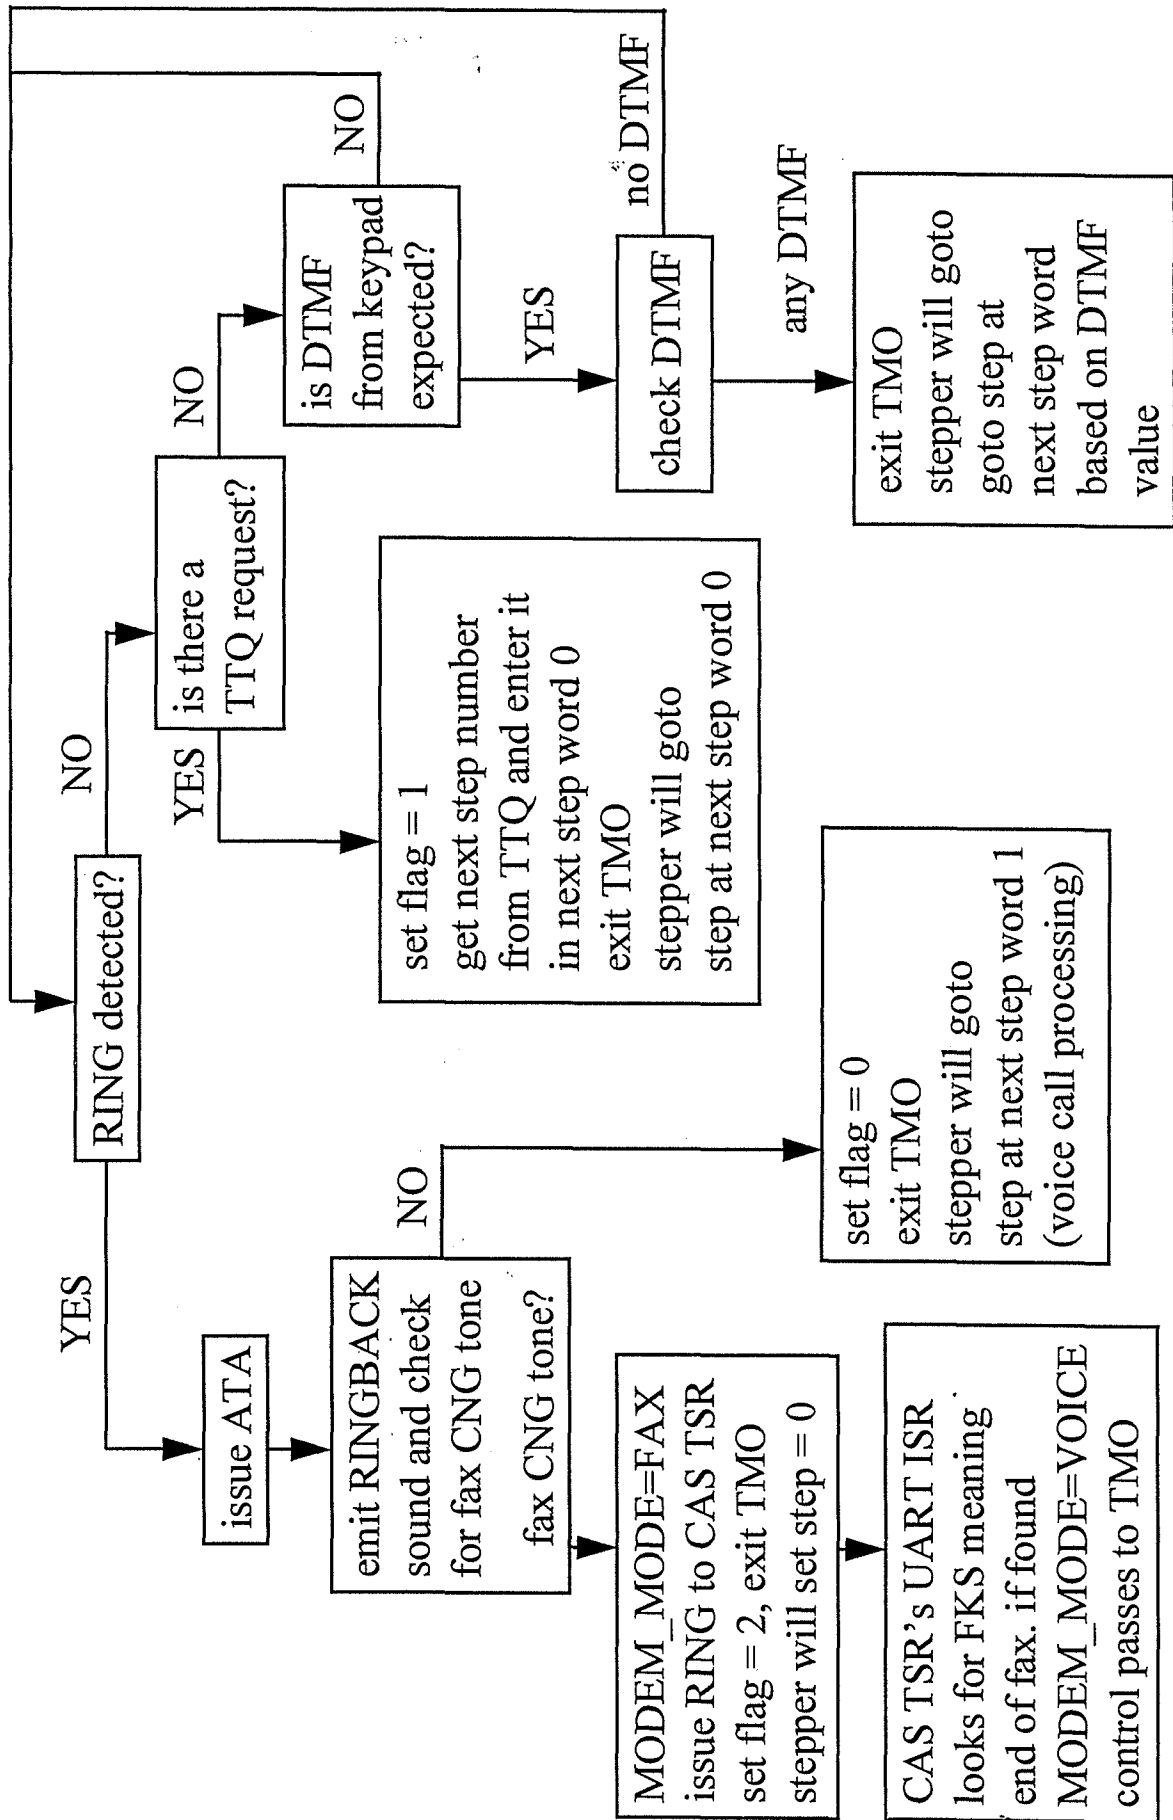 RING detected?
YES
NO
issue ATA
emit RINGBACK
sound and check
for fax CNG tone
fax CNG tone?
NO
MODEM_MODE=FAX
issue RING to CAS TSR
set flag = 2, exit TMO
stepper will set step = 0
CAS TSR's UART ISR
looks for FKS meaning
end of fax. if found
MODEM_MODE=VOICE
control passes to TMO
set flag = 0
exit TMO
stepper will goto
step at next step word 1
(voice call processing)
is there a
TTQ request?
YES
NO
set flag = 1
get next step number
from TTQ and enter it
in next step word 0
exit TMO
stepper will goto
step at next step word 0
is DTMF
from keypad
expected?
NO
YES
check DTMF
no DTMF
any DTMF
exit TMO
stepper will goto
goto step at
next step word
based on DTMF
value